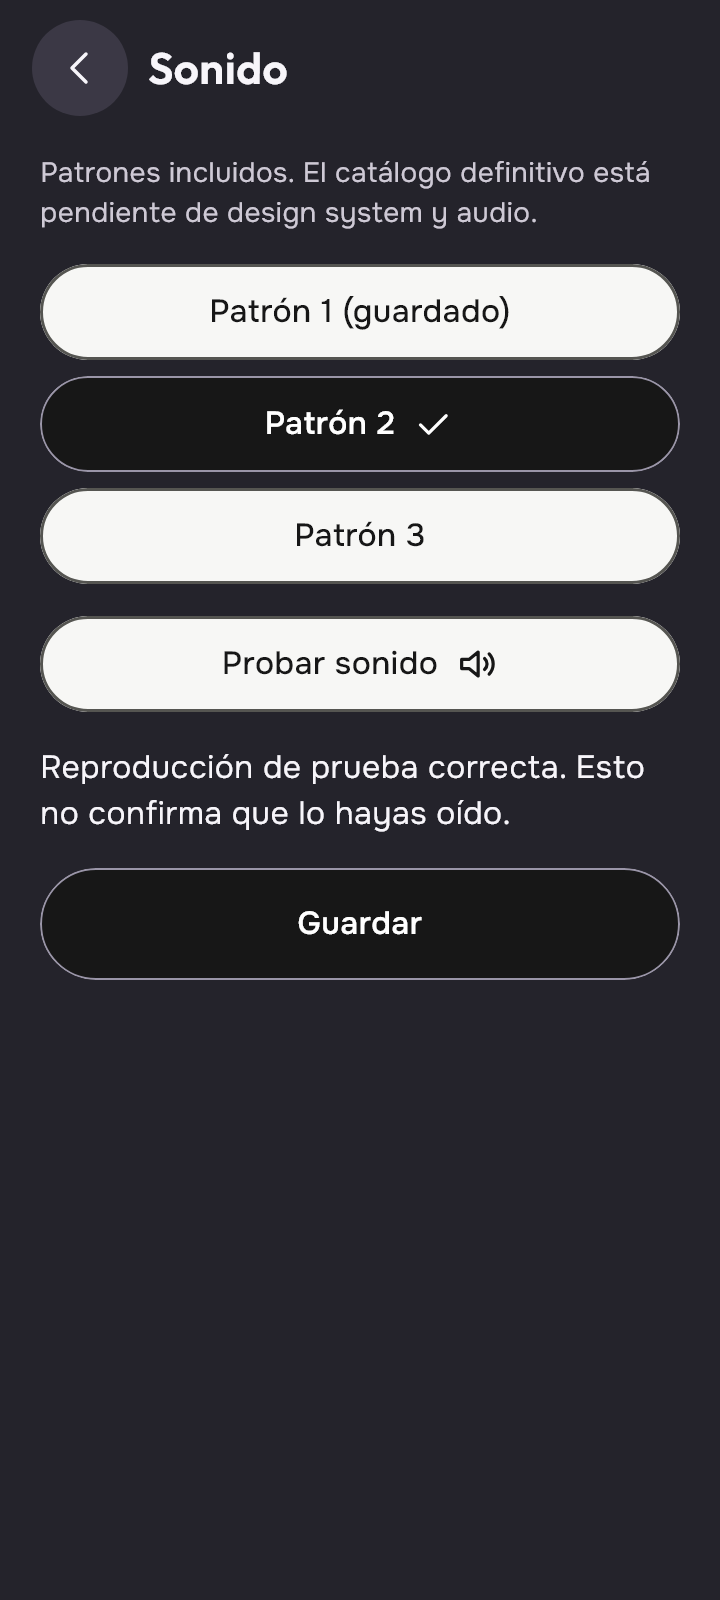 Sonido
Patrones incluidos. El catálogo definitivo está
pendiente de design system y audio.
Patrón 1 (guardado)
Patrón 2
Patrón 3
Probar sonido
Reproducción de prueba correcta. Esto
no confirma que lo hayas oído.
Guardar